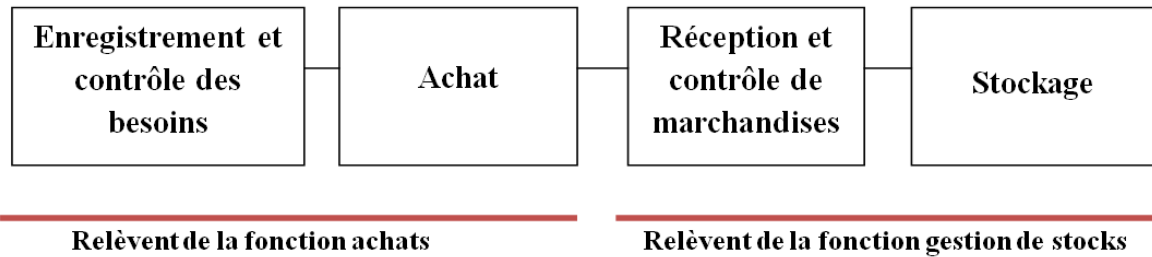 Enregistrement et
contrôle des
besoins
Achat
Réception et
contrôle de
marchandises
Stockage
Relèvent de la fonction achats
Relèvent de la fonction gestion de stocks